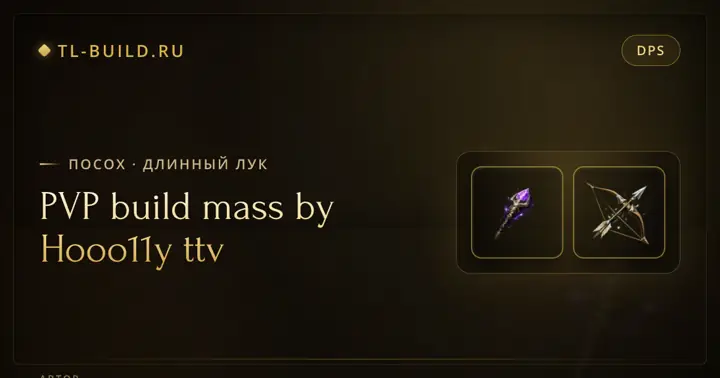 TL-BUILD.RU
DPS
ПОСОХ · ДЛИННЫЙ ЛУК
PVP build mass by
Hooo11y ttv